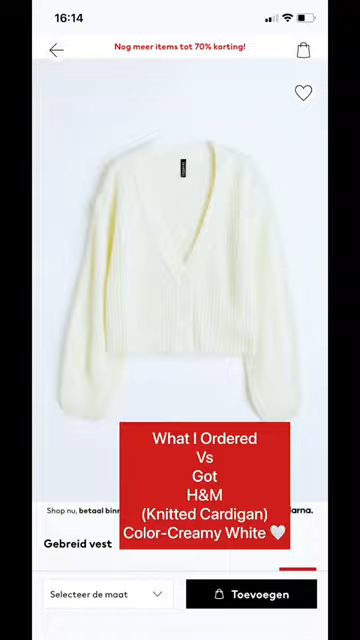 16:14
Nog meer items tot 70% korting!
What I Ordered
Vs
Got
H&M
(Knitted Cardigan)
Color-Creamy White 🤍
Shop nu, betaal binn
arna.
Gebreid vest
Selecteer de maat
Toevoegen